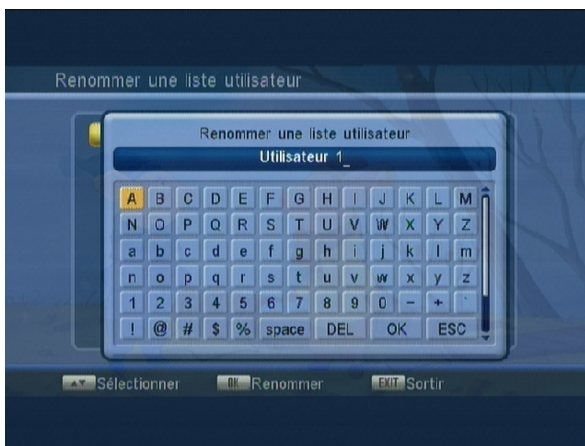 Renommer une liste utilisateur
Renommer une liste utilisateur
Utilisateur 1_
A B C D E F G H I J K L M
N O P Q R S T U V W X Y Z
a b c d e f g h i j k l m
n o p q r s t u v w x y z
1 2 3 4 5 6 7 8 9 0 - + `
! @ # $ % space DEL OK ESC
Sélectionner OK Renommer EXIT Sortir